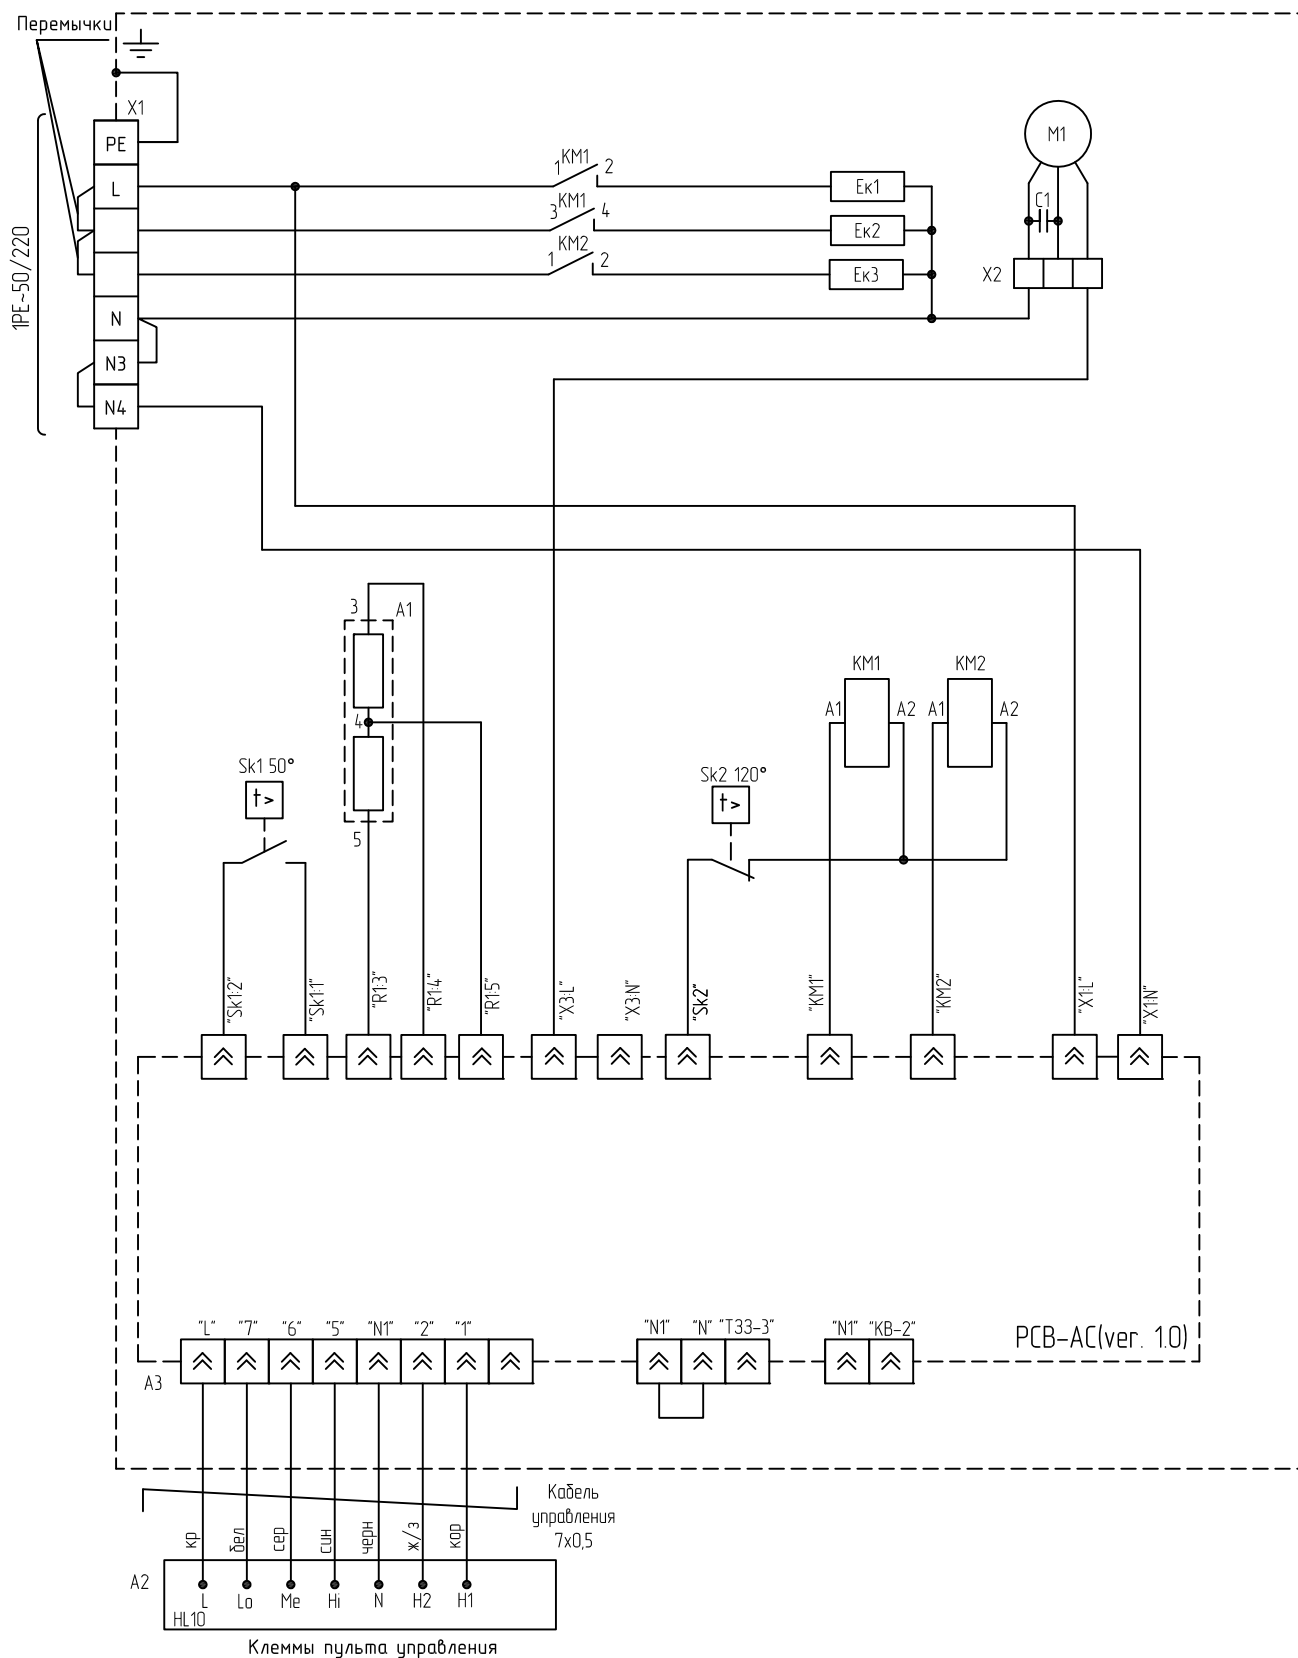 Перемычки
X1
PE
L
N
N3
N4
1PE~50/220
1 KM1 2
3 KM1 4
1 KM2 2
Ек1
Ек2
Ек3
M1
C1
X2
3
A1
4
5
Sk1 50°
t>
Sk2 120°
t>
KM1
A1
A2
KM2
A1
A2
"Sk1:2"
"Sk1:1"
"R1:3"
"R1:4"
"R1:5"
"X3:L"
"X3:N"
"Sk2"
"KM1"
"KM2"
"X1:L"
"X1:N"
"L" "7" "6" "5" "N1" "2" "1"
"N1" "N" "T33-3"
"N1" "KB-2"
PCB-AC(ver. 1.0)
A3
Кабель
управления
7x0,5
кр
бел
сер
син
черн
ж/з
кор
A2
L Lo Me Hi N H2 H1
HL10
Клеммы пульта управления